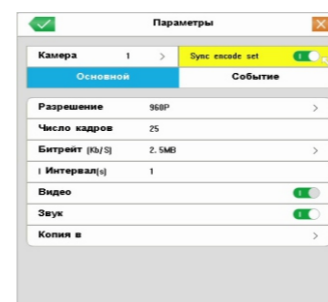 Параметры
Камера 1 > Sync encode set
Основной Событие
Разрешение 960P >
Число кадров 25
Битрейт (Kb/S) 2.5MB >
I Интервал(s) 1
Видео
Звук
Копия в >